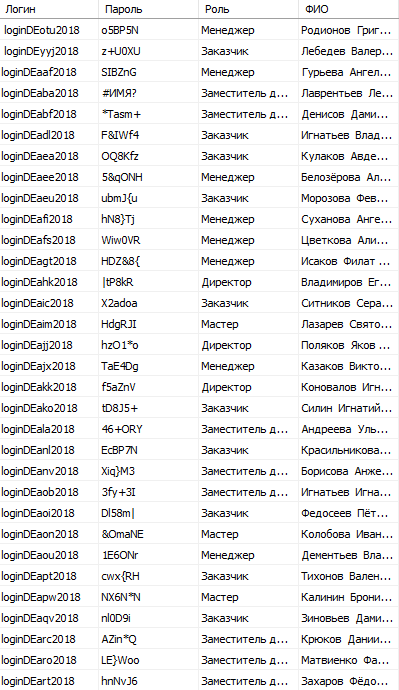 Логин Пароль Роль ФИО
loginDEotu2018 o5BP5N Менеджер Родионов Григ...
loginDEyyj2018 z+U0XU Заказчик Лебедев Валер...
loginDEaaf2018 SIBZnG Менеджер Гурьева Ангел...
loginDEaba2018 #ИМЯ? Заместитель д... Лаврентьев Ле...
loginDEabf2018 *Tasm+ Заместитель д... Денисов Дами...
loginDEadl2018 F&IWf4 Заказчик Игнатьев Влад...
loginDEaea2018 OQ8Kfz Заказчик Кулаков Авде...
loginDEaee2018 5&qONH Менеджер Белозёрова Ал...
loginDEaeu2018 ubmJ{u Заказчик Морозова Фев...
loginDEafi2018 hN8}Tj Менеджер Суханова Анге...
loginDEafs2018 Wiw0VR Менеджер Цветкова Али...
loginDEagt2018 HDZ&8{ Менеджер Исаков Филат ...
loginDEahk2018 |tP8kR Директор Владимиров Ег...
loginDEaic2018 X2adoa Заказчик Ситников Сера...
loginDEaim2018 HdgRJI Мастер Лазарев Свято...
loginDEajj2018 hzO1*o Директор Поляков Яков ...
loginDEajx2018 TaE4Dg Менеджер Казаков Викто...
loginDEakk2018 f5aZnV Директор Коновалов Игн...
loginDEako2018 tD8J5+ Заказчик Силин Игнатий...
loginDEala2018 46+ORY Заместитель д... Андреева Уль...
loginDEanl2018 EcBP7N Заказчик Красильникова...
loginDEanv2018 Xiq}M3 Заместитель д... Борисова Анже...
loginDEaob2018 3fy+3I Заместитель д... Игнатьев Игна...
loginDEaoi2018 Dl58m| Заказчик Федосеев Пёт...
loginDEaon2018 &OmaNE Мастер Колобова Иван...
loginDEaou2018 1E6ONr Менеджер Дементьев Вла...
loginDEapt2018 cwx{RH Заказчик Тихонов Вален...
loginDEapw2018 NX6N*N Мастер Калинин Брони...
loginDEaqv2018 nl0D9i Заказчик Зиновьев Дами...
loginDEarc2018 AZin*Q Заместитель д... Крюков Дании...
loginDEaro2018 LE}Woo Заместитель д... Матвиенко Фа...
loginDEart2018 hnNvJ6 Заместитель д... Захаров Фёдо...